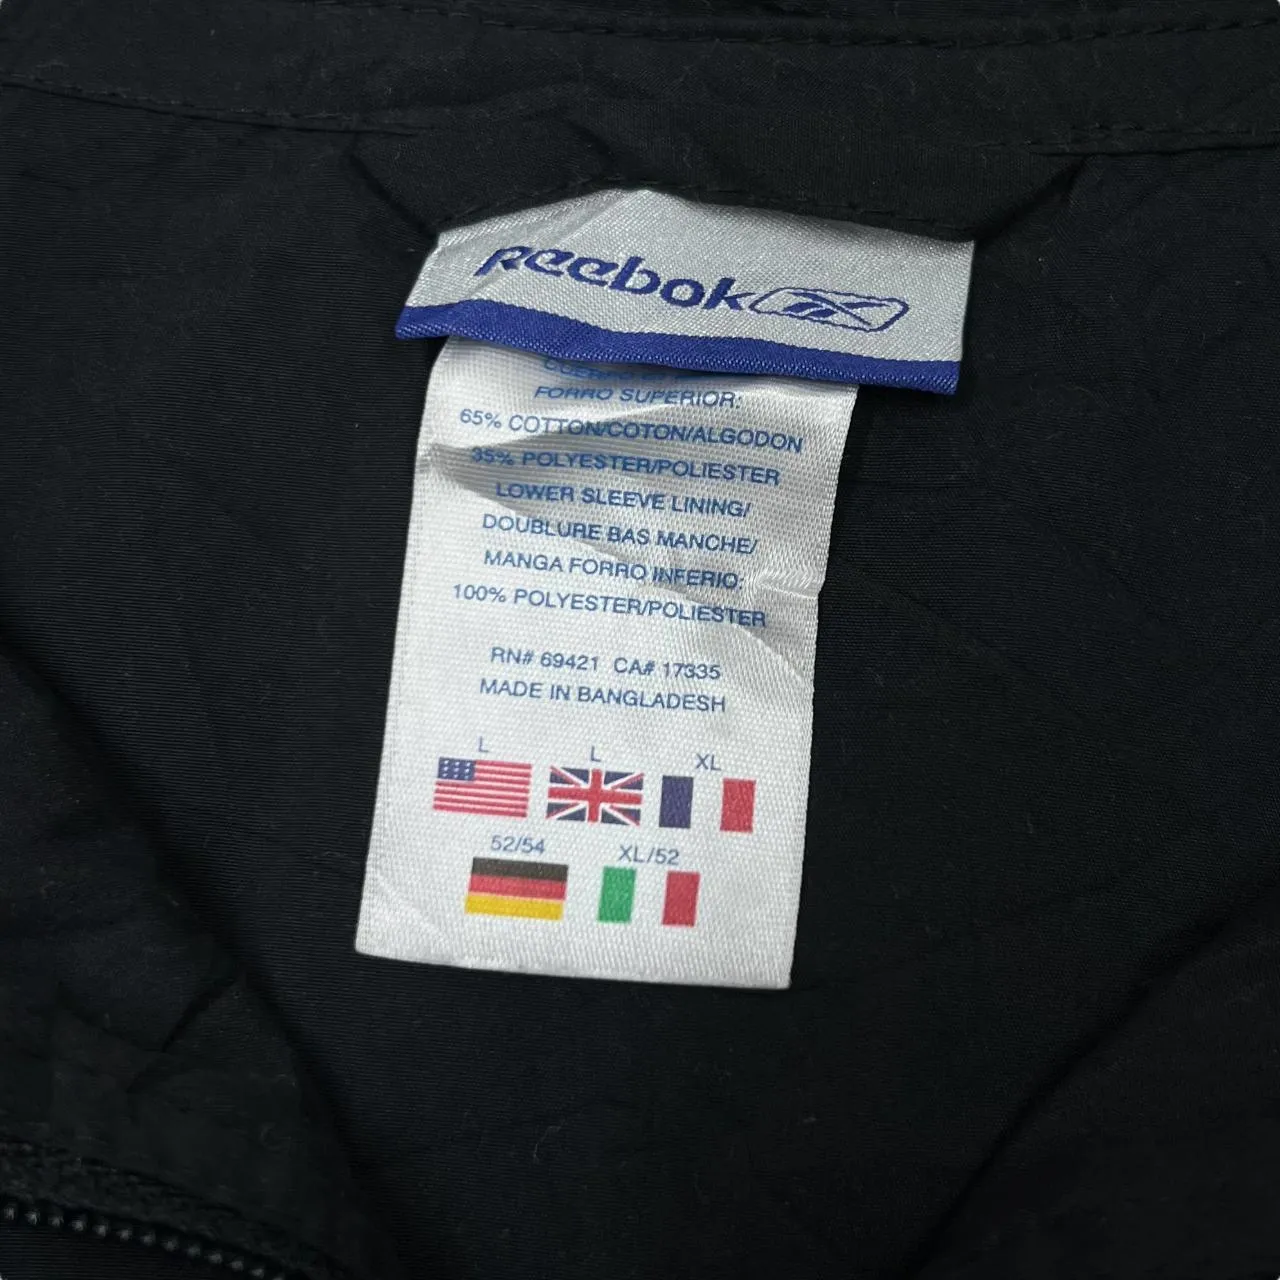 Reebok
FORRO SUPERIOR:
65% COTTON/COTON/ALGODON
35% POLYESTER/POLIESTER
LOWER SLEEVE LINING/
DOUBLURE BAS MANCHE/
MANGA FORRO INFERIO:
100% POLYESTER/POLIESTER
RN# 69421 CA# 17335
MADE IN BANGLADESH
L L XL
52/54 XL/52